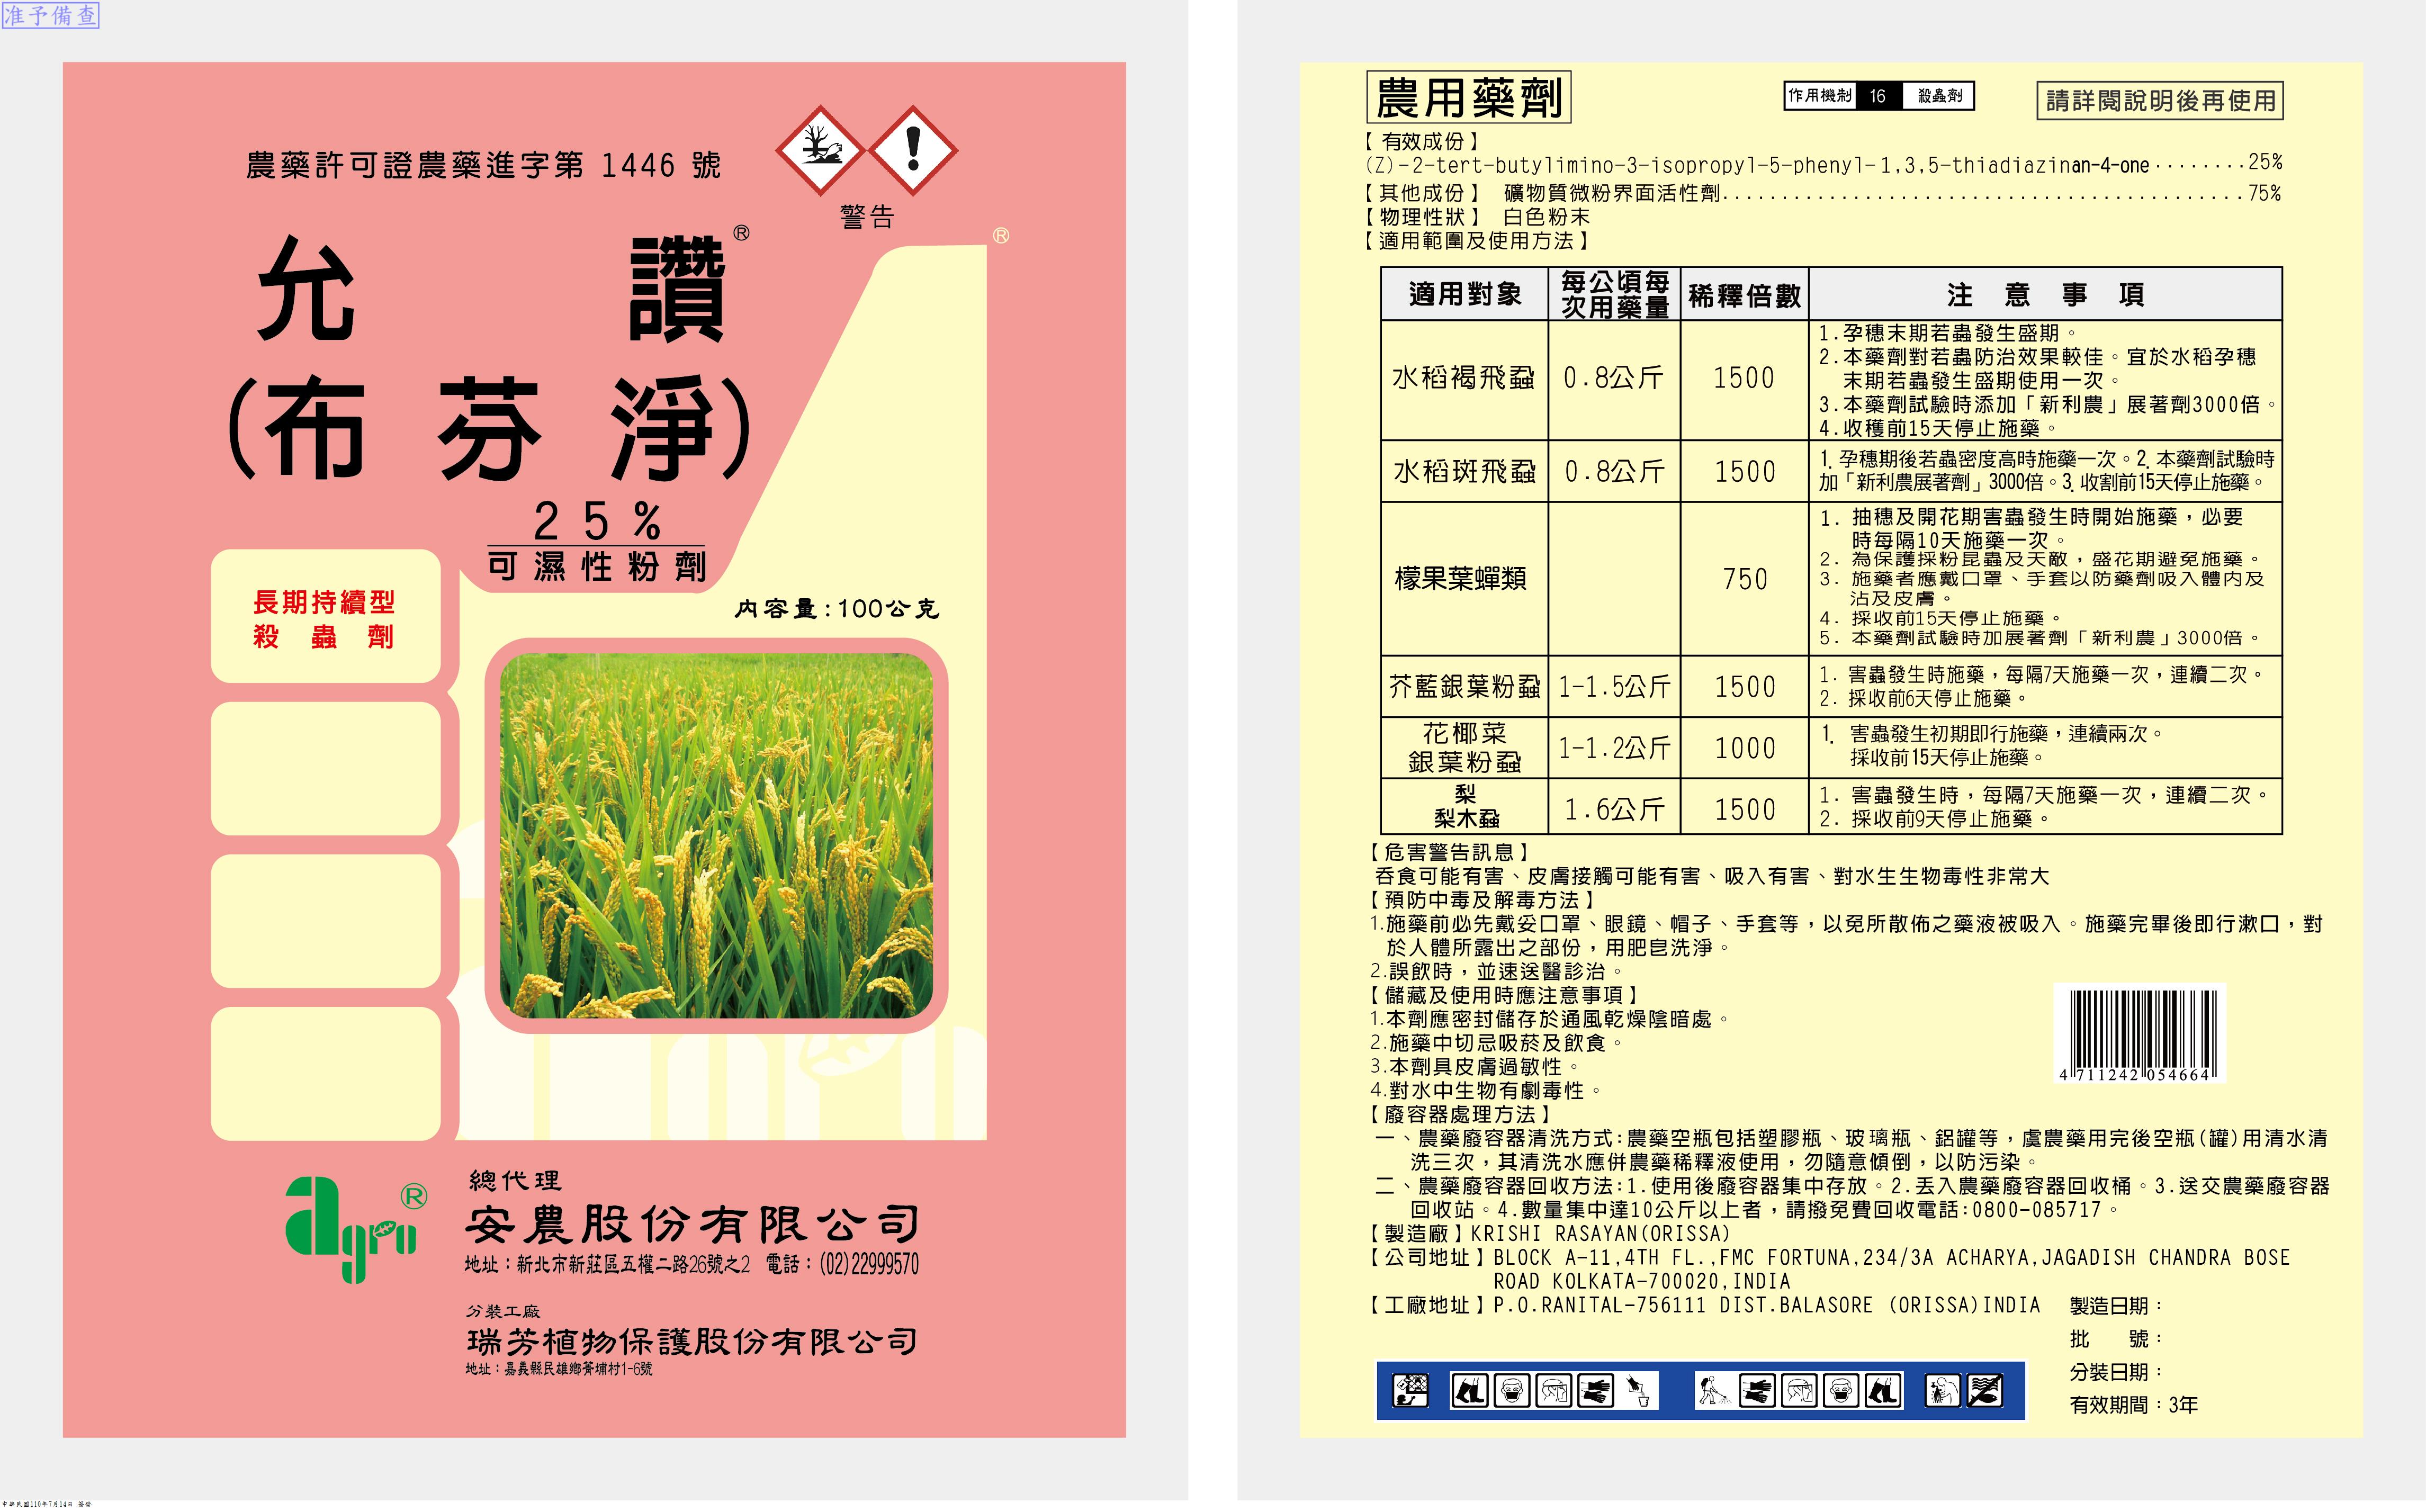 准予備查
農藥許可證農藥進字第 1446 號
警告
允讚®
®
(布芬淨)
25%
可濕性粉劑
長期持續型
殺蟲劑
內容量:100公克
agro®
總代理
安農股份有限公司
地址：新北市新莊區五權二路26號之2 電話：(02)22999570
分裝工廠
瑞芳植物保護股份有限公司
地址：嘉義縣民雄鄉菁埔村1-6號
中華民國110年7月14日 簽發
農用藥劑
作用機制 16 殺蟲劑
請詳閱說明後再使用
【有效成份】
(Z)-2-tert-butylimino-3-isopropyl-5-phenyl-1,3,5-thiadiazinan-4-one········25%
【其他成份】 礦物質微粉界面活性劑............................................75%
【物理性狀】 白色粉末
【適用範圍及使用方法】
適用對象 每公頃每次用藥量 稀釋倍數 注意事項
水稻褐飛蝨 0.8公斤 1500
1.孕穗末期若蟲發生盛期。
2.本藥劑對若蟲防治效果較佳。宜於水稻孕穗
末期若蟲發生盛期使用一次。
3.本藥劑試驗時添加「新利農」展著劑3000倍。
4.收穫前15天停止施藥。
水稻斑飛蝨 0.8公斤 1500
1.孕穗期後若蟲密度高時施藥一次。2.本藥劑試驗時
加「新利農展著劑」3000倍。3.收割前15天停止施藥。
檬果葉蟬類 750
1. 抽穗及開花期害蟲發生時開始施藥，必要
時每隔10天施藥一次。
2. 為保護採粉昆蟲及天敵，盛花期避免施藥。
3. 施藥者應戴口罩、手套以防藥劑吸入體內及
沾及皮膚。
4. 採收前15天停止施藥。
5. 本藥劑試驗時加展著劑「新利農」3000倍。
芥藍銀葉粉蝨 1-1.5公斤 1500
1. 害蟲發生時施藥，每隔7天施藥一次，連續二次。
2. 採收前6天停止施藥。
花椰菜
銀葉粉蝨 1-1.2公斤 1000
1. 害蟲發生初期即行施藥，連續兩次。
採收前15天停止施藥。
梨
梨木蝨 1.6公斤 1500
1. 害蟲發生時，每隔7天施藥一次，連續二次。
2. 採收前9天停止施藥。
【危害警告訊息】
吞食可能有害、皮膚接觸可能有害、吸入有害、對水生生物毒性非常大
【預防中毒及解毒方法】
1.施藥前必先戴妥口罩、眼鏡、帽子、手套等，以免所散佈之藥液被吸入。施藥完畢後即行漱口，對
於人體所露出之部份，用肥皂洗淨。
2.誤飲時，並速送醫診治。
【儲藏及使用時應注意事項】
1.本劑應密封儲存於通風乾燥陰暗處。
2.施藥中切忌吸菸及飲食。
3.本劑具皮膚過敏性。
4.對水中生物有劇毒性。
4 711242 054664
【廢容器處理方法】
一、農藥廢容器清洗方式:農藥空瓶包括塑膠瓶、玻璃瓶、鋁罐等，處農藥用完後空瓶(罐)用清水清
洗三次，其清洗水應併農藥稀釋液使用，勿隨意傾倒，以防污染。
二、農藥廢容器回收方法:1.使用後廢容器集中存放。2.丟入農藥廢容器回收桶。3.送交農藥廢容器
回收站。4.數量集中達10公斤以上者，請撥免費回收電話:0800-085717。
【製造廠】KRISHI RASAYAN(ORISSA)
【公司地址】BLOCK A-11,4TH FL.,FMC FORTUNA,234/3A ACHARYA,JAGADISH CHANDRA BOSE
ROAD KOLKATA-700020,INDIA
【工廠地址】P.O.RANITAL-756111 DIST.BALASORE (ORISSA)INDIA
製造日期：
批　號：
分裝日期：
有效期間：3年